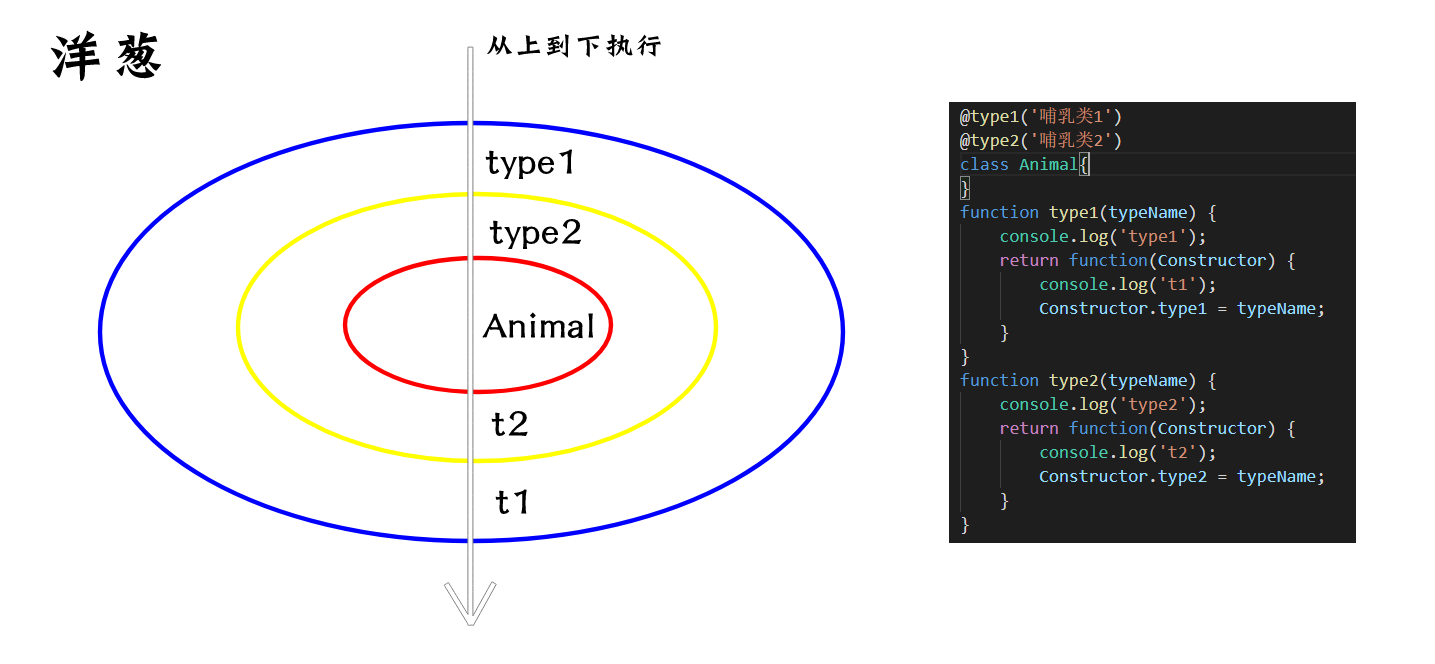 洋葱
从上到下执行
type1
type2
Animal
t2
t1
@type1('哺乳类1')
@type2('哺乳类2')
class Animal{
}
function type1(typeName) {
    console.log('type1');
    return function(Constructor) {
        console.log('t1');
        Constructor.type1 = typeName;
    }
}
function type2(typeName) {
    console.log('type2');
    return function(Constructor) {
        console.log('t2');
        Constructor.type2 = typeName;
    }
}